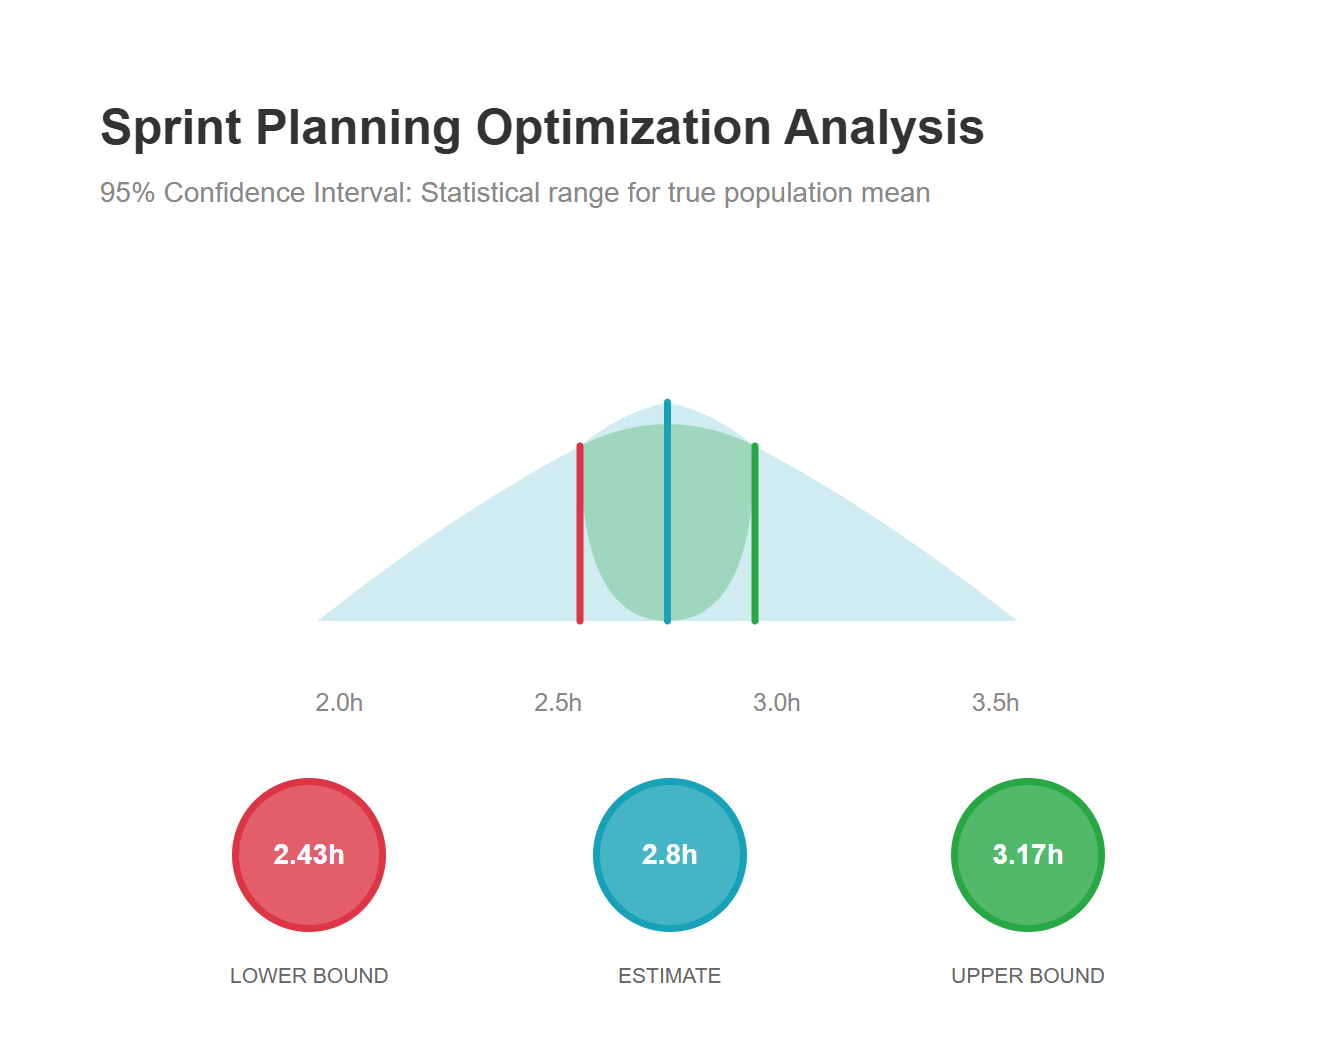 Sprint Planning Optimization Analysis
95% Confidence Interval: Statistical range for true population mean
2.0h 2.5h 3.0h 3.5h
2.43h 2.8h 3.17h
LOWER BOUND ESTIMATE UPPER BOUND